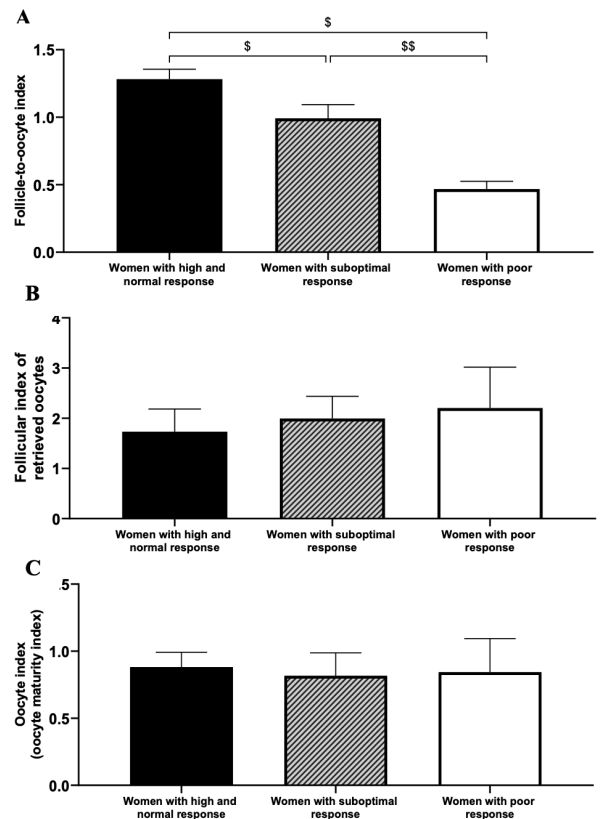 A
$
$
$$
Follicle-to-oocyte index
1.5
1.0
0.5
0.0
Women with high and
normal response
Women with suboptimal
response
Women with poor
response
B
Follicular index of
retrieved oocytes
4
3
2
1
0
Women with high and
normal response
Women with suboptimal
response
Women with poor
response
C
Oocyte index
(oocyte maturity index)
.5
1.0
0.5
0.0
Women with high and
normal response
Women with suboptimal
response
Women with poor
response